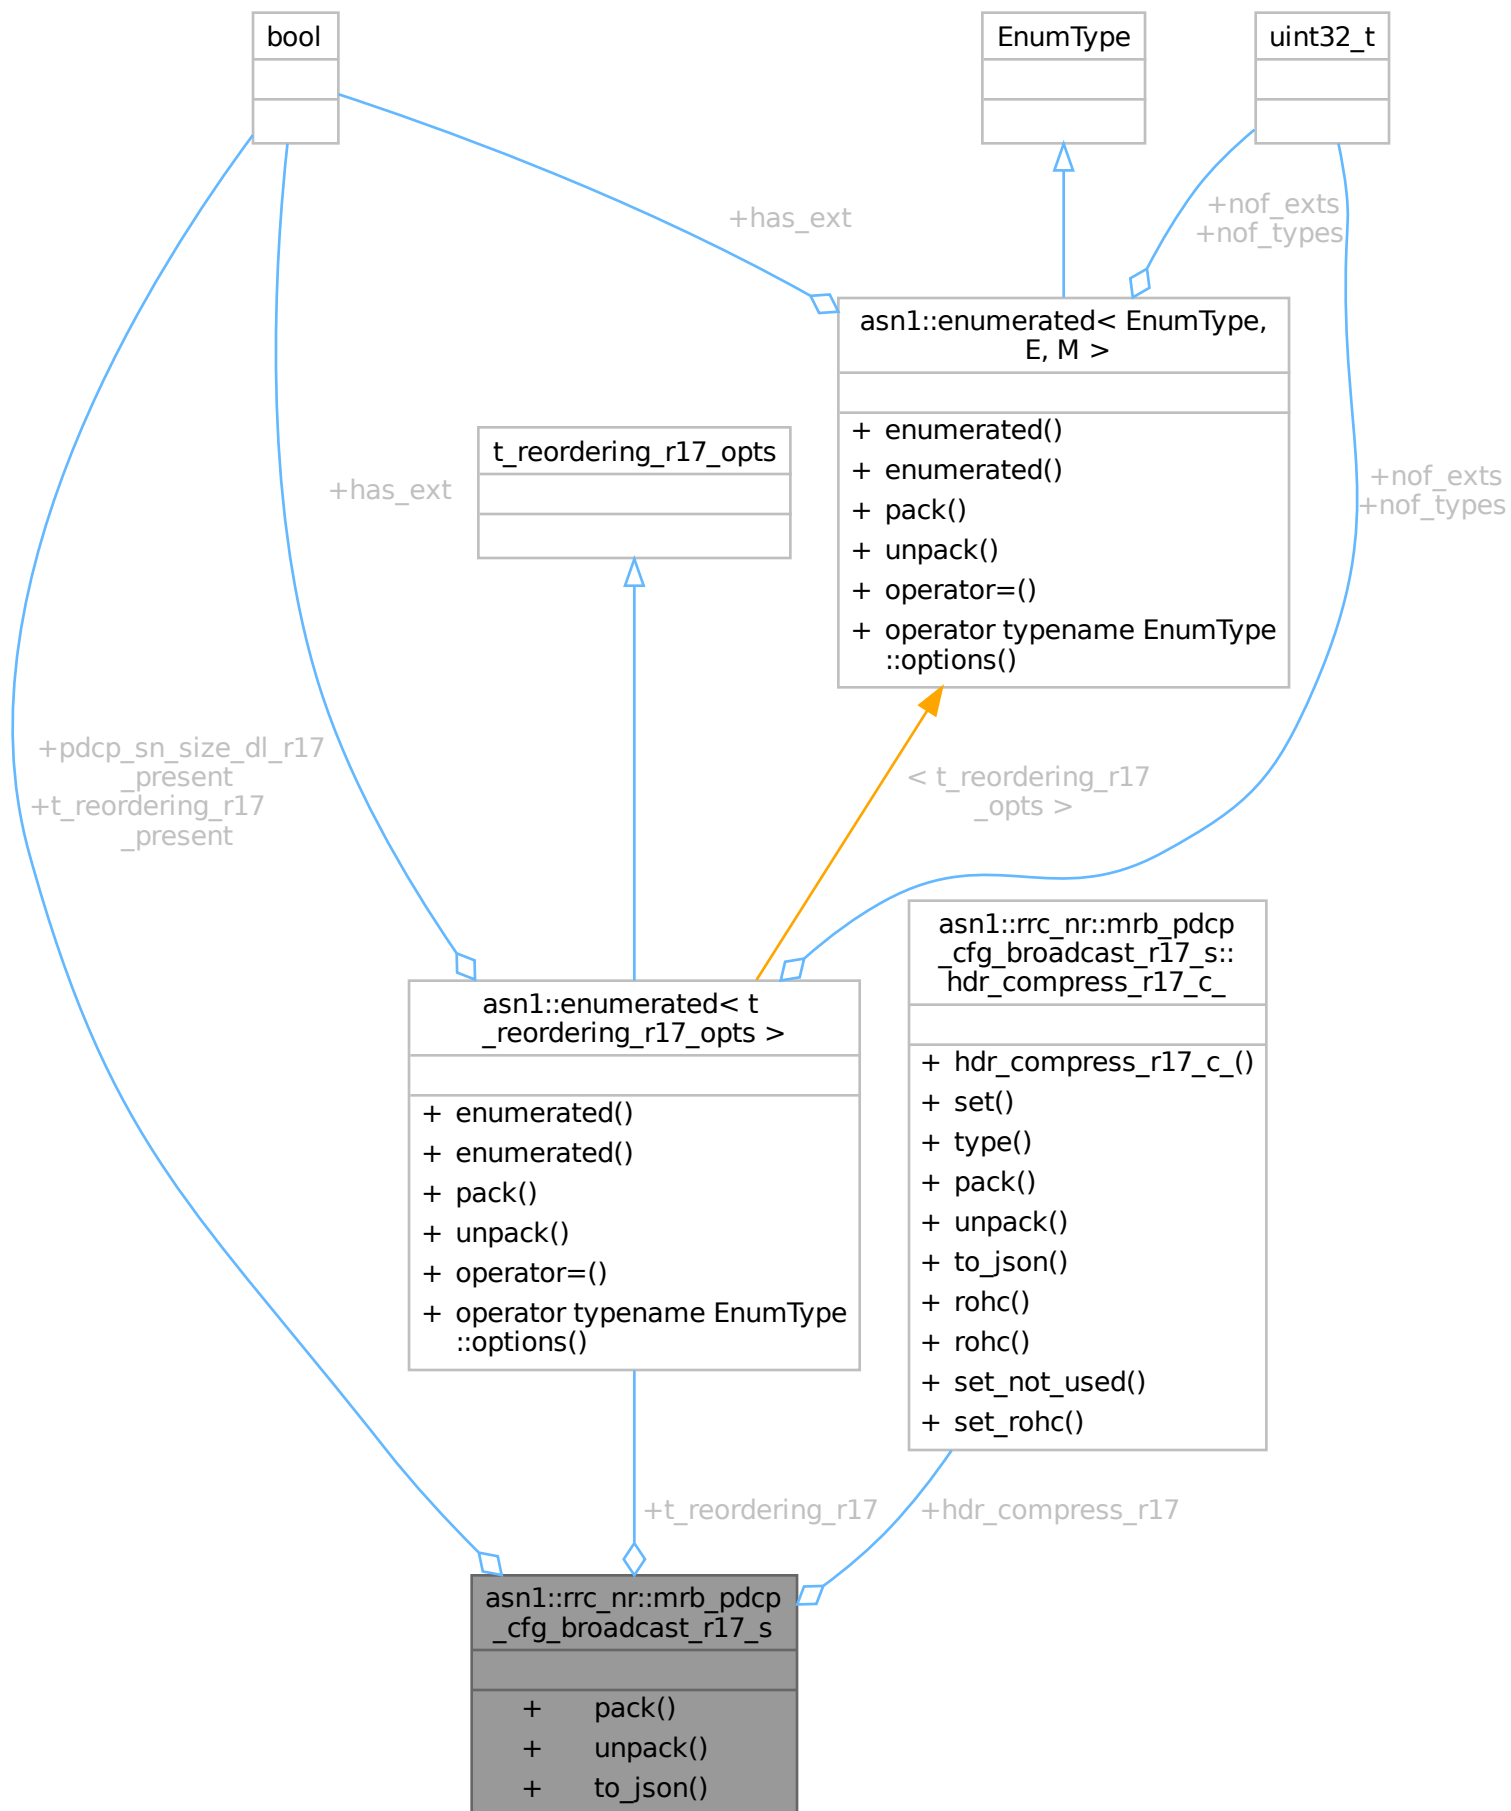 bool
EnumType
uint32_t
+has_ext
+nof_exts
+nof_types
asn1::enumerated< EnumType,
E, M >
+ enumerated()
+ enumerated()
+ pack()
+ unpack()
+ operator=()
+ operator typename EnumType
::options()
t_reordering_r17_opts
+has_ext
+nof_exts
+nof_types
+pdcp_sn_size_dl_r17
_present
+t_reordering_r17
_present
< t_reordering_r17
_opts >
asn1::enumerated< t
_reordering_r17_opts >
+ enumerated()
+ enumerated()
+ pack()
+ unpack()
+ operator=()
+ operator typename EnumType
::options()
asn1::rrc_nr::mrb_pdcp
_cfg_broadcast_r17_s::
hdr_compress_r17_c_
+ hdr_compress_r17_c_()
+ set()
+ type()
+ pack()
+ unpack()
+ to_json()
+ rohc()
+ rohc()
+ set_not_used()
+ set_rohc()
+t_reordering_r17
+hdr_compress_r17
asn1::rrc_nr::mrb_pdcp
_cfg_broadcast_r17_s
+ pack()
+ unpack()
+ to_json()